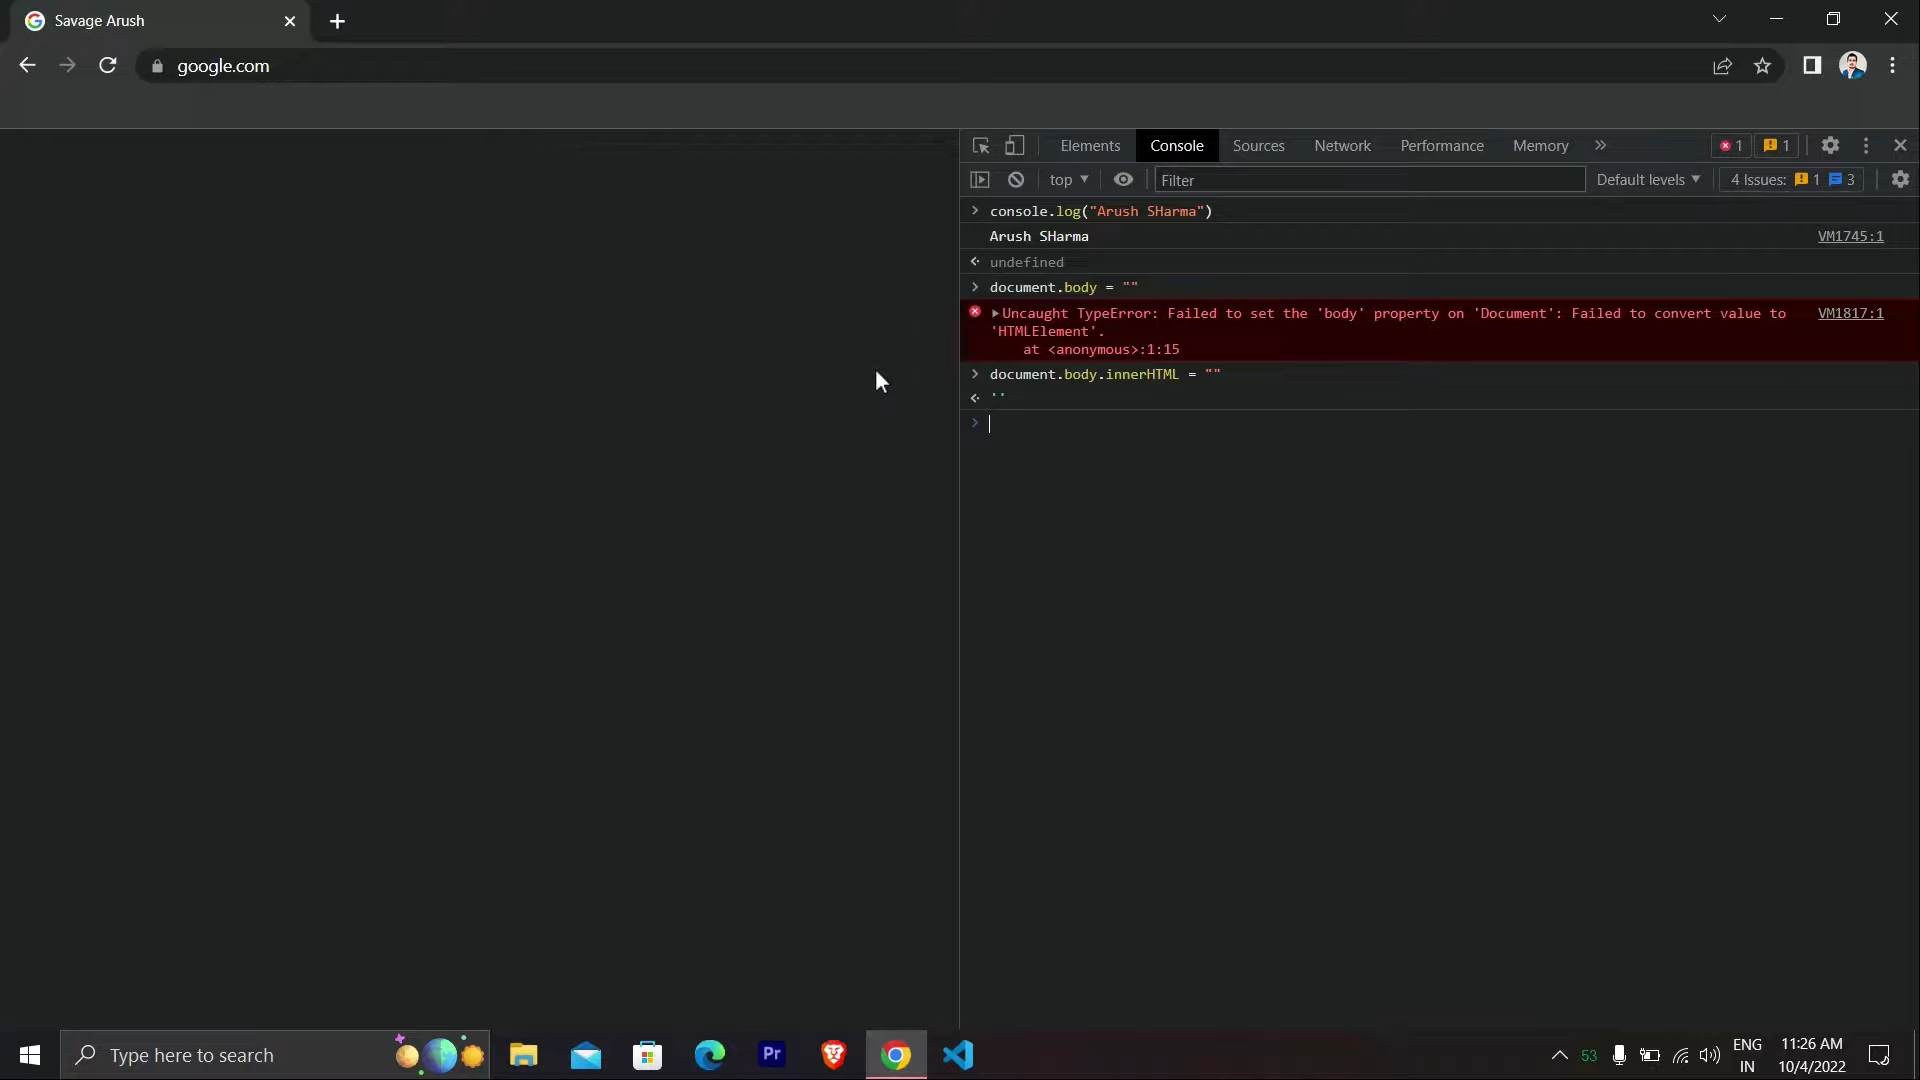 Savage Arush
google.com
Elements Console Sources Network Performance Memory » 1 1
top Filter Default levels 4 Issues: 1 3
console.log("Arush SHarma")
Arush SHarma VM1745:1
undefined
document.body = ""
Uncaught TypeError: Failed to set the 'body' property on 'Document': Failed to convert value to VM1817:1
'HTMLElement'.
at <anonymous>:1:15
document.body.innerHTML = ""
''
Type here to search Pr 53 ENG 11:26 AM
IN 10/4/2022